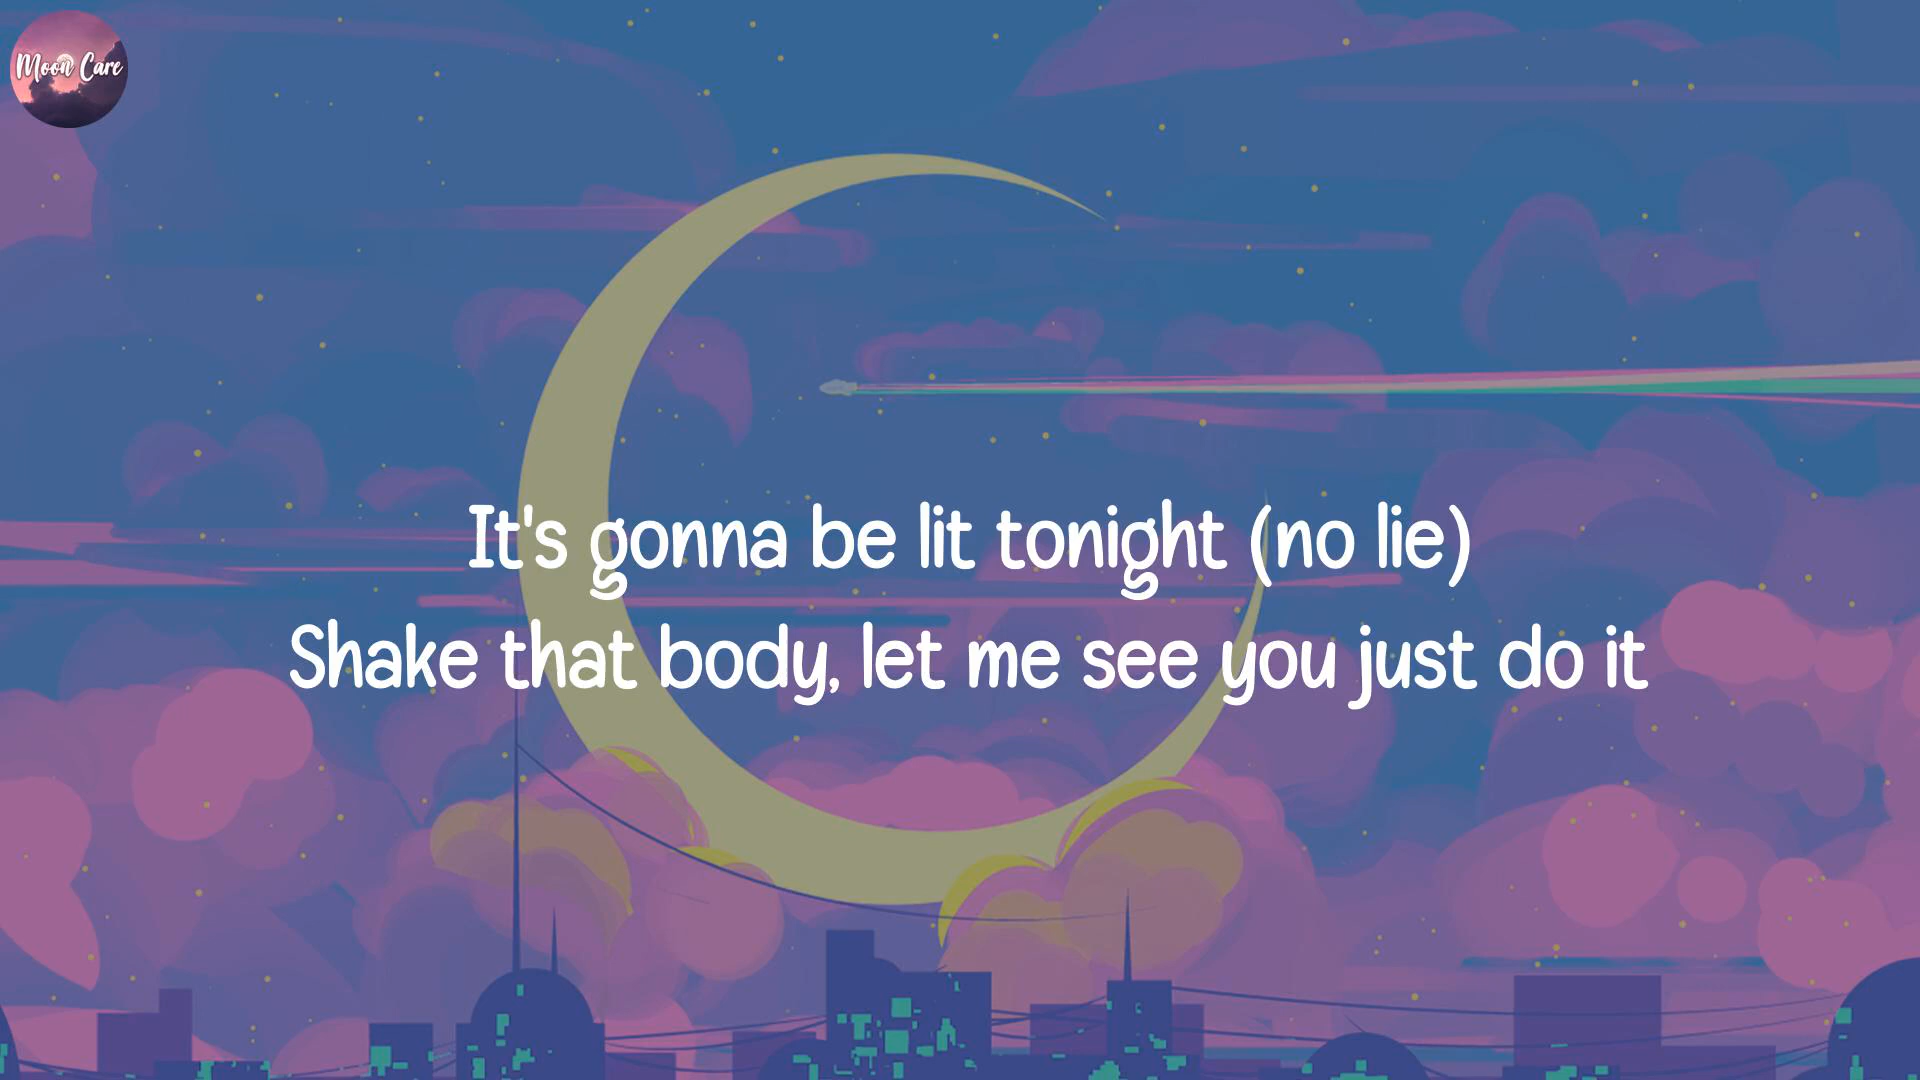 Moon Care
It's gonna be lit tonight (no lie)
Shake that body, let me see you just do it